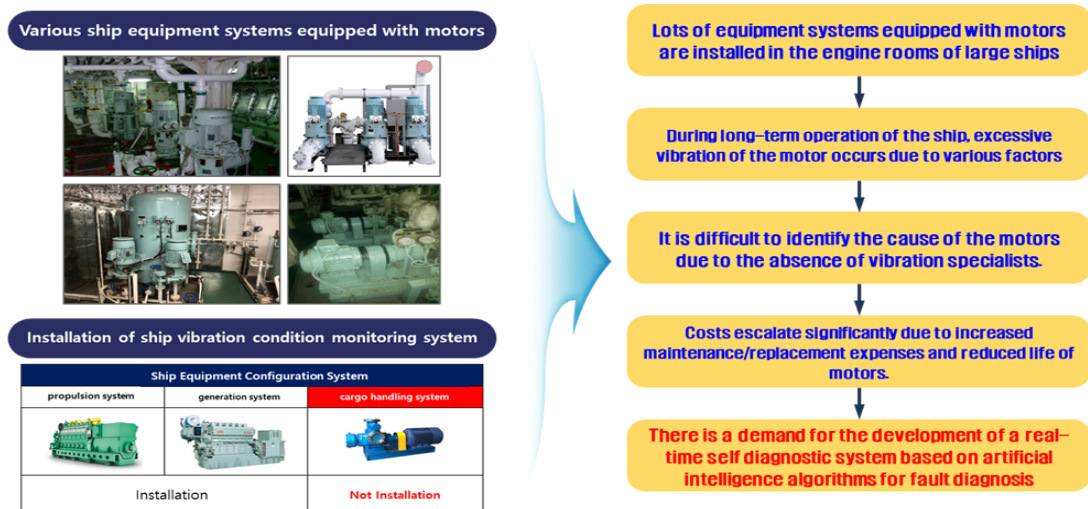 Various ship equipment systems equipped with motors
Installation of ship vibration condition monitoring system
Ship Equipment Configuration System
propulsion system
generation system
cargo handling system
Installation
Not Installation
Lots of equipment systems equipped with motors
are installed in the engine rooms of large ships
During long-term operation of the ship, excessive
vibration of the motor occurs due to various factors
It is difficult to identify the cause of the motors
due to the absence of vibration specialists.
Costs escalate significantly due to increased
maintenance/replacement expenses and reduced life of
motors.
There is a demand for the development of a real-
time self diagnostic system based on artificial
intelligence algorithms for fault diagnosis